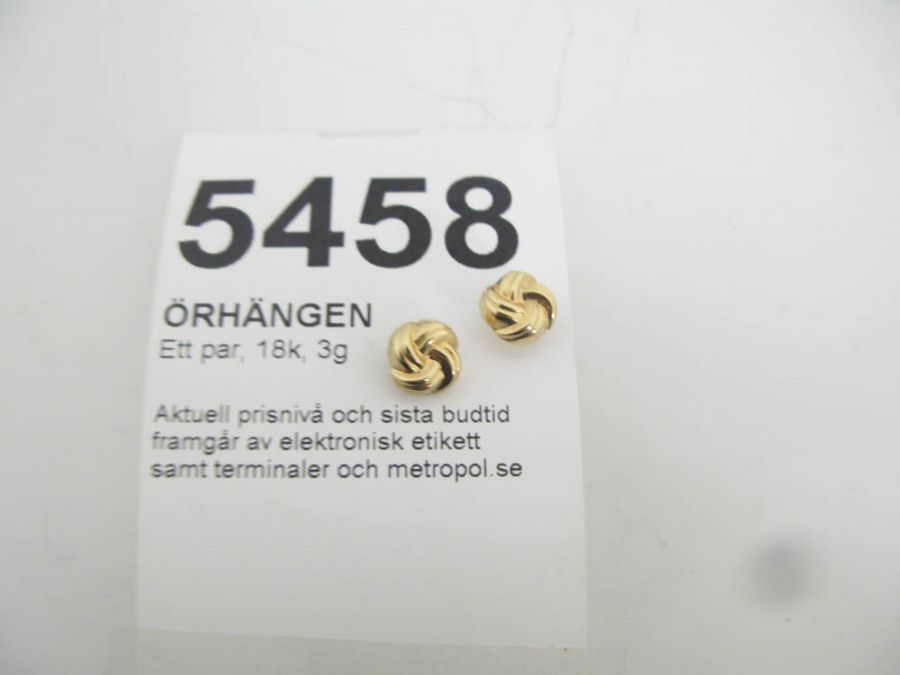 5458
ÖRHÄNGEN
Ett par, 18k, 3g
Aktuell prisnivå och sista budtid
framgår av elektronisk etikett
samt terminaler och metropol.se